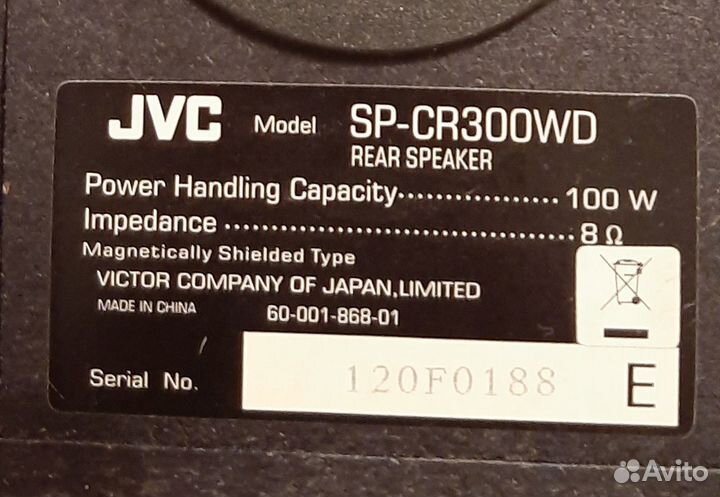 JVC Model SP-CR300WD
REAR SPEAKER
Power Handling Capacity.................. 100 W
Impedance ......................................8 Ω
Magnetically Shielded Type
VICTOR COMPANY OF JAPAN,LIMITED
MADE IN CHINA 60-001-868-01
Serial No. 120F0188 E
Avito